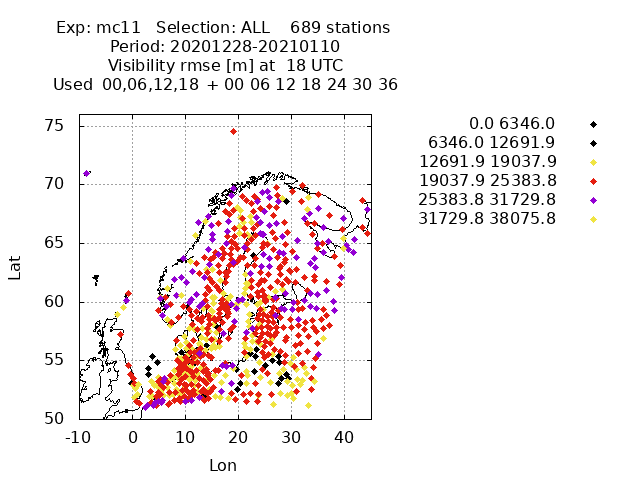 Exp: mc11   Selection: ALL    689 stations
Period: 20201228-20210110
Visibility rmse [m] at  18 UTC
Used  00,06,12,18  + 00 06 12 18 24 30 36
0.0 6346.0
6346.0 12691.9
12691.9 19037.9
19037.9 25383.8
25383.8 31729.8
31729.8 38075.8
75
70
65
60
55
50
Lat
-10 0 10 20 30 40
Lon